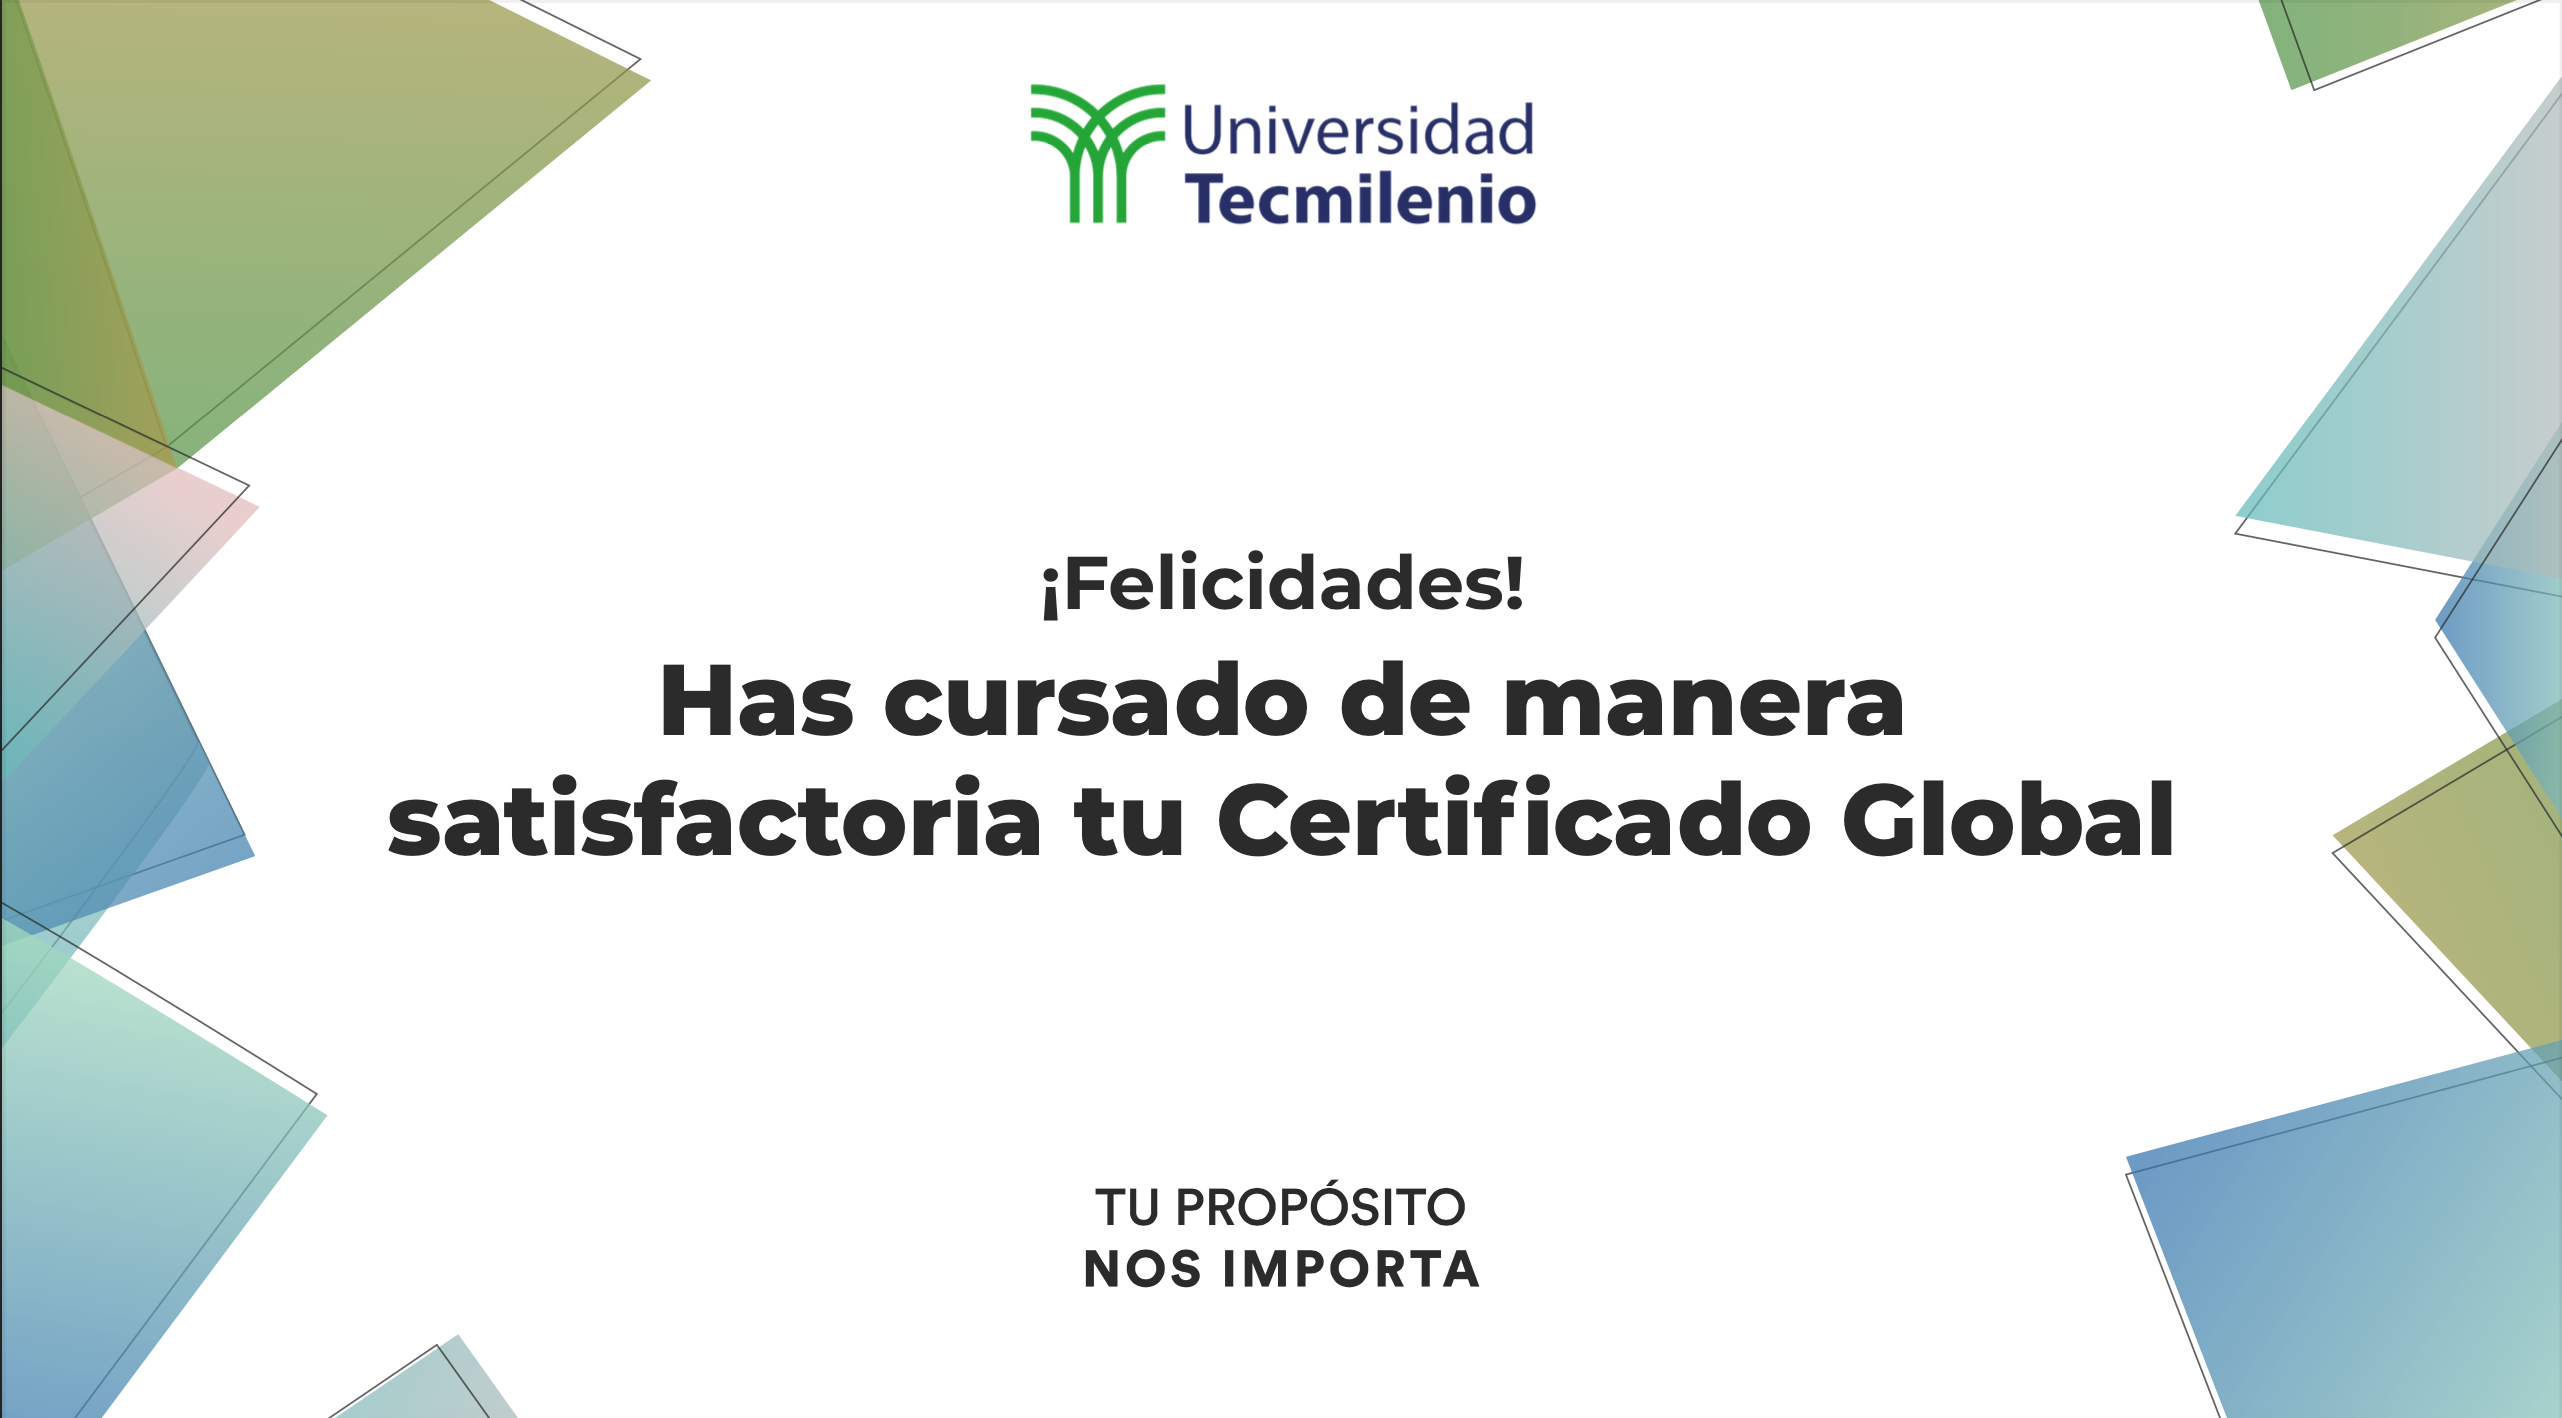 Universidad
Tecmilenio
¡Felicidades!
Has cursado de manera
satisfactoria tu Certificado Global
TU PROPÓSITO
NOS IMPORTA